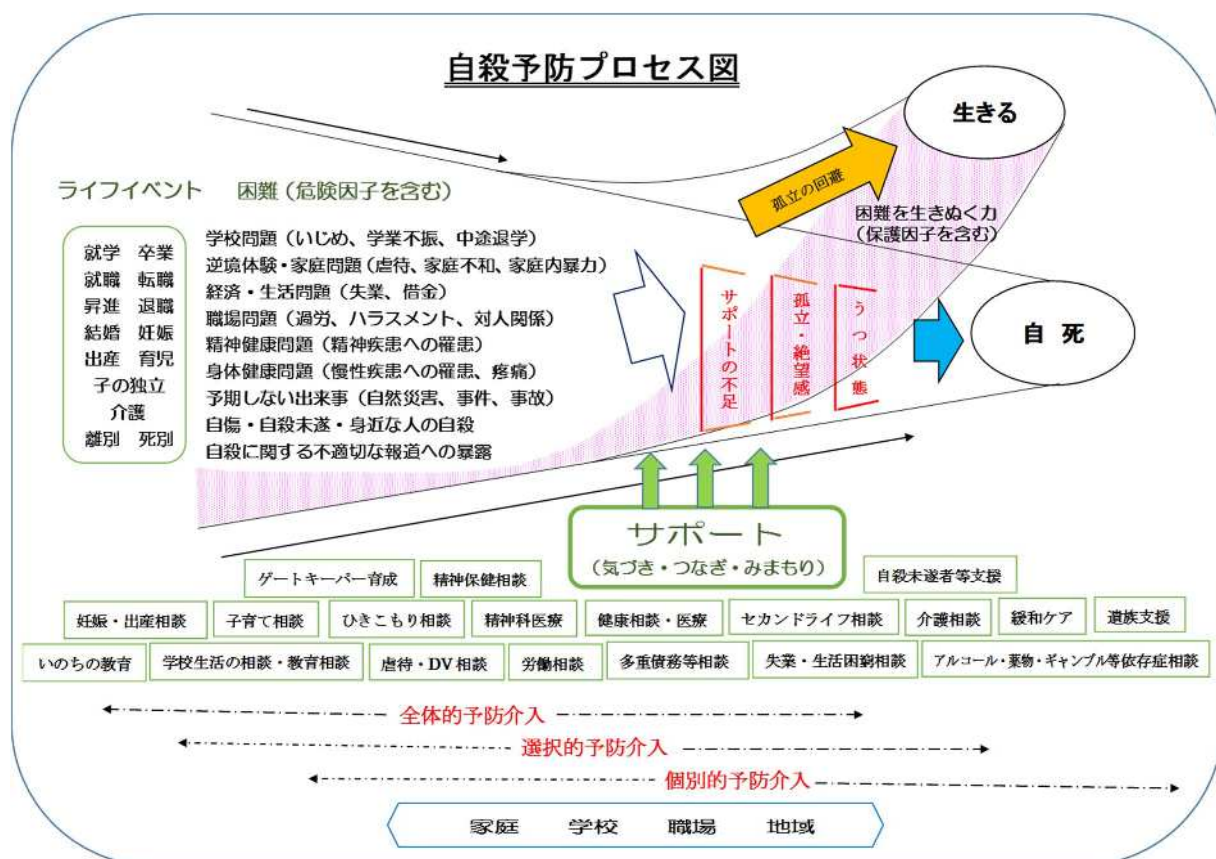 自殺予防プロセス図
生きる
孤立の回避
ライフイベント
困難（危険因子を含む）
困難を生きぬく力
（保護因子を含む）
就学 卒業
就職 転職
昇進 退職
結婚 妊娠
出産 育児
子の独立
介護
離別 死別
学校問題（いじめ、学業不振、中途退学）
逆境体験・家庭問題（虐待、家庭不和、家庭内暴力）
経済・生活問題（失業、借金）
職場問題（過労、ハラスメント、対人関係）
精神健康問題（精神疾患への罹患）
身体健康問題（慢性疾患への罹患、疼痛）
予期しない出来事（自然災害、事件、事故）
自傷・自殺未遂・身近な人の自殺
自殺に関する不適切な報道への暴露
サポートの不足
孤立・絶望感
うつ状態
自 死
サポート
（気づき・つなぎ・みまもり）
ゲートキーパー育成
精神保健相談
自殺未遂者等支援
妊娠・出産相談
子育て相談
ひきこもり相談
精神科医療
健康相談・医療
セカンドライフ相談
介護相談
緩和ケア
遺族支援
いのちの教育
学校生活の相談・教育相談
虐待・DV相談
労働相談
多重債務等相談
失業・生活困窮相談
アルコール・薬物・ギャンブル等依存症相談
全体的予防介入
選択的予防介入
個別的予防介入
家庭 学校 職場 地域